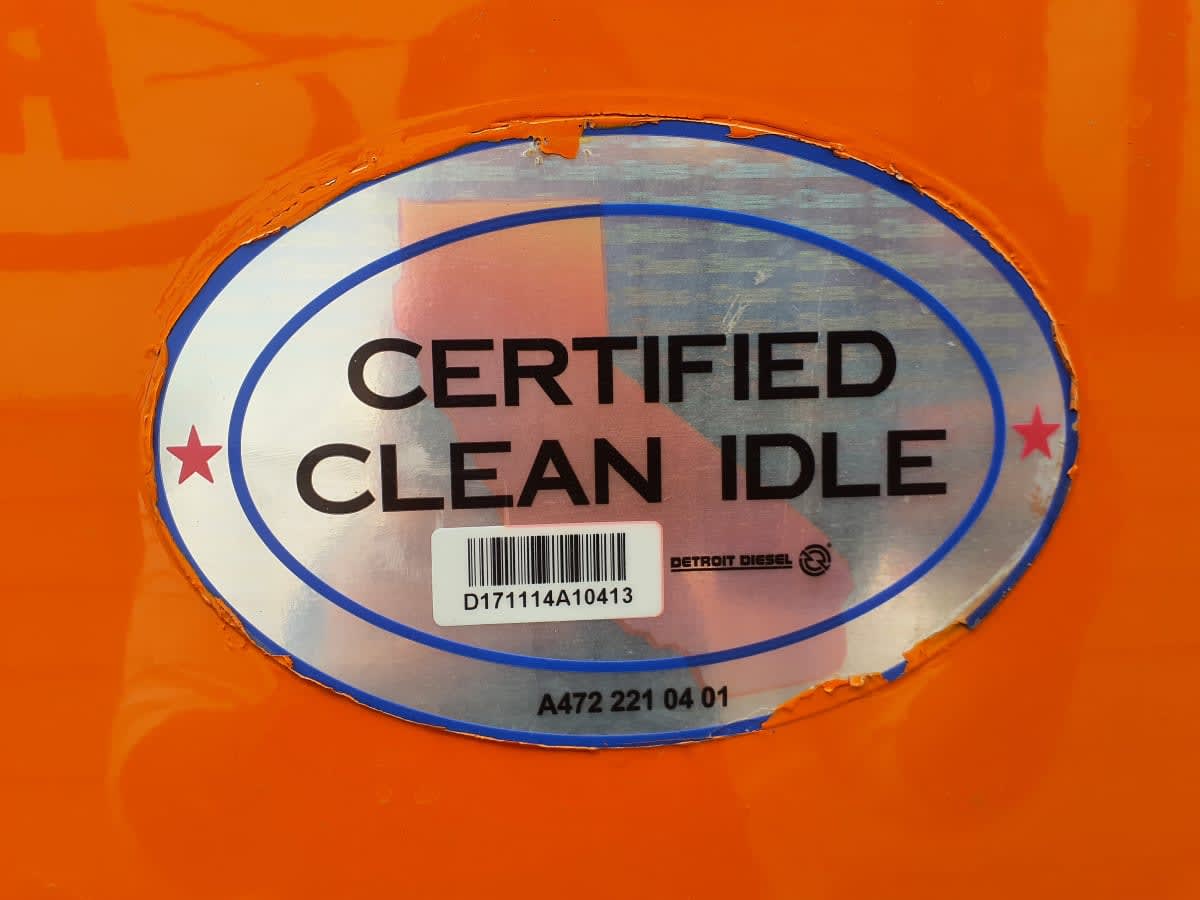 CERTIFIED
CLEAN IDLE
DETROIT DIESEL
D171114A10413
A472 221 04 01